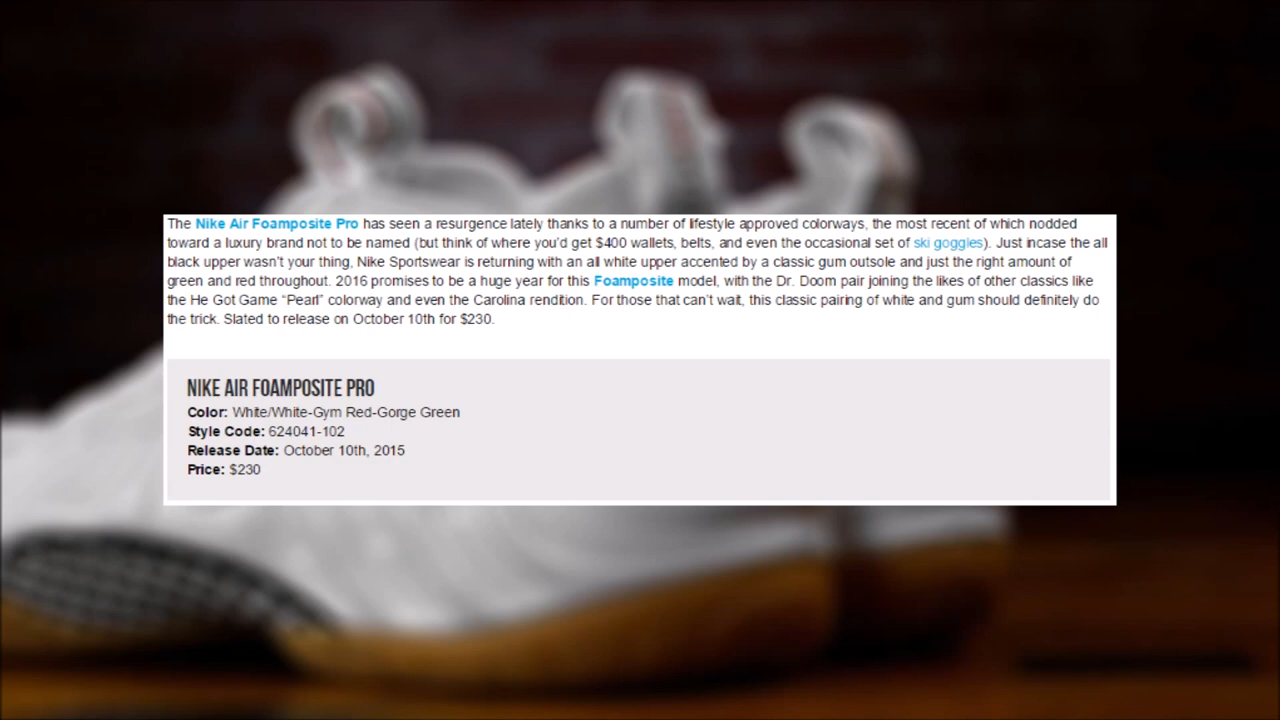 The Nike Air Foamposite Pro has seen a resurgence lately thanks to a number of lifestyle approved colorways, the most recent of which nodded
toward a luxury brand not to be named (but think of where you'd get $400 wallets, belts, and even the occasional set of ski goggles). Just incase the all
black upper wasn't your thing, Nike Sportswear is returning with an all white upper accented by a classic gum outsole and just the right amount of
green and red throughout. 2016 promises to be a huge year for this Foamposite model, with the Dr. Doom pair joining the likes of other classics like
the He Got Game “Pearl” colorway and even the Carolina rendition. For those that can't wait, this classic pairing of white and gum should definitely do
the trick. Slated to release on October 10th for $230.
NIKE AIR FOAMPOSITE PRO
Color: White/White-Gym Red-Gorge Green
Style Code: 624041-102
Release Date: October 10th, 2015
Price: $230